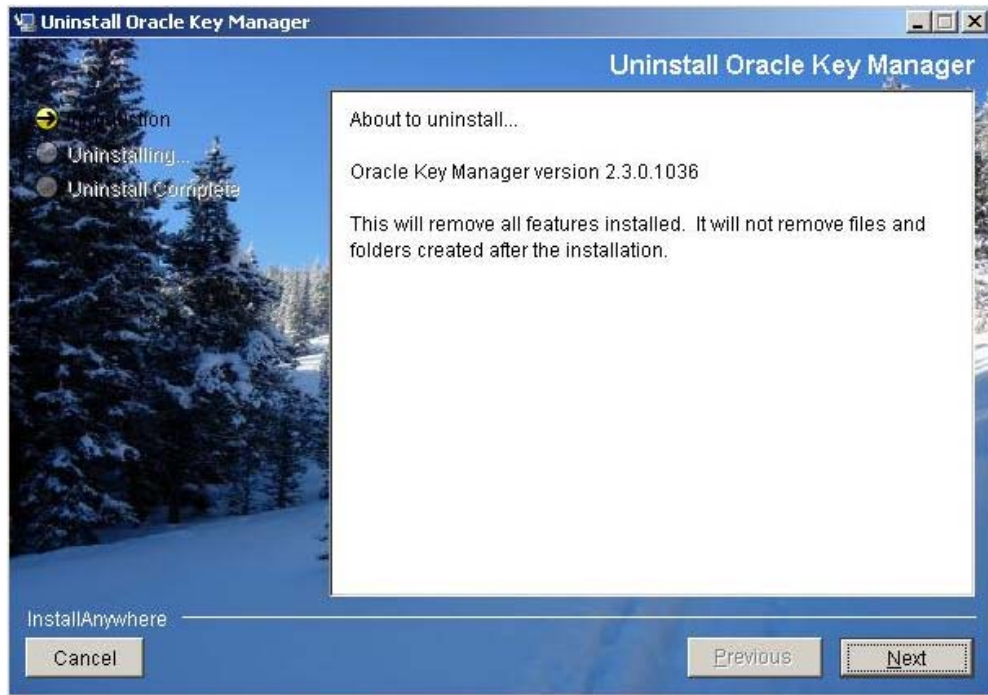 Uninstall Oracle Key Manager
Uninstall Oracle Key Manager
Introduction
Uninstalling...
Uninstall Complete
About to uninstall...
Oracle Key Manager version 2.3.0.1036
This will remove all features installed. It will not remove files and
folders created after the installation.
InstallAnywhere
Cancel
Previous
Next